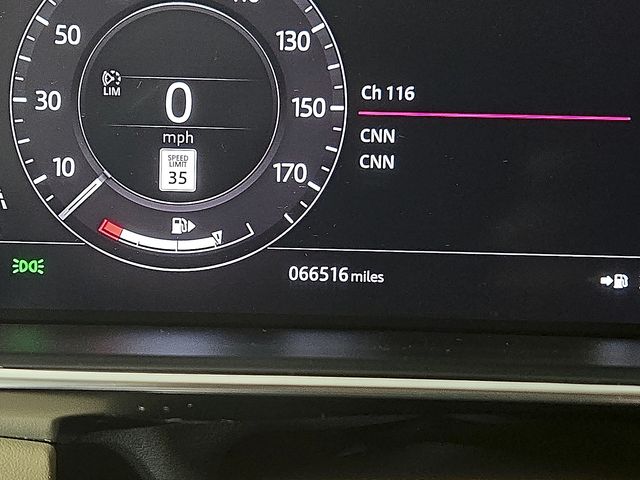 50
130
LIM
0
30
150
mph
SPEED
LIMIT
35
10
170
Ch 116
CNN
CNN
066516 miles